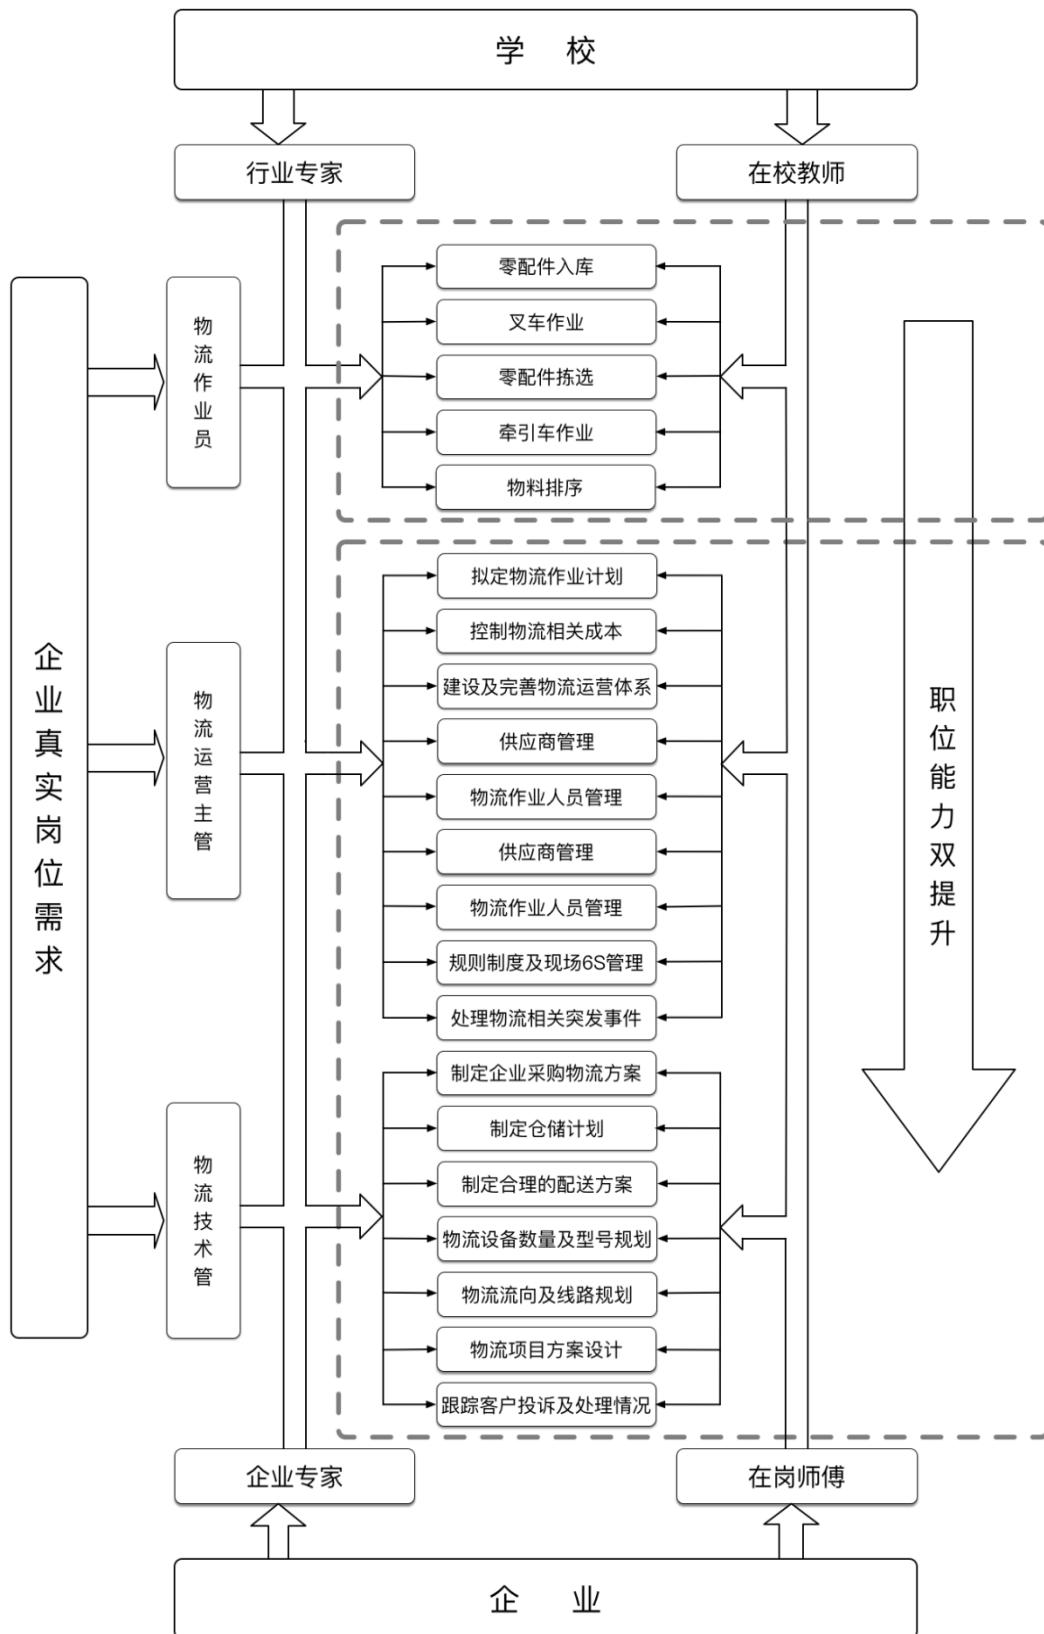 学 校
行业专家
在校教师
企业真实岗位需求
物流作业员
零配件入库
叉车作业
零配件拣选
牵引车作业
物料排序
物流运营主管
拟定物流作业计划
控制物流相关成本
建设及完善物流运营体系
供应商管理
物流作业人员管理
供应商管理
物流作业人员管理
规则制度及现场6S管理
处理物流相关突发事件
物流技术管
制定企业采购物流方案
制定仓储计划
制定合理的配送方案
物流设备数量及型号规划
物流流向及线路规划
物流项目方案设计
跟踪客户投诉及处理情况
职位能力双提升
企业专家
在岗师傅
企 业